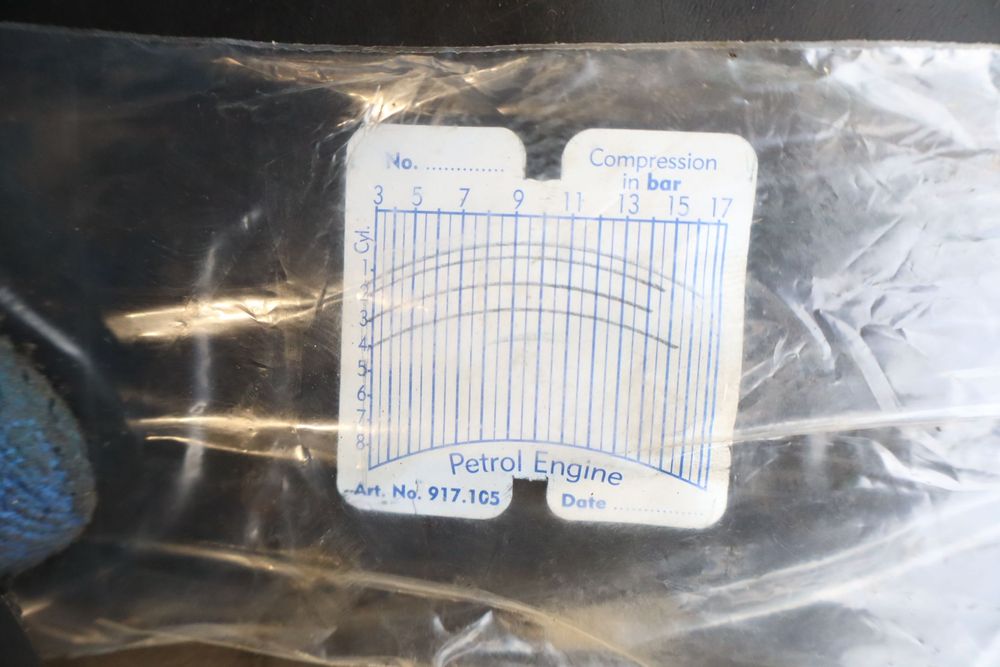 No. ..............
Compression
in bar
3 5 7 9 11 13 15 17
Cyl.
1
2
3
4
5
6
7
8
Petrol Engine
Art. No. 917.105
Date ................